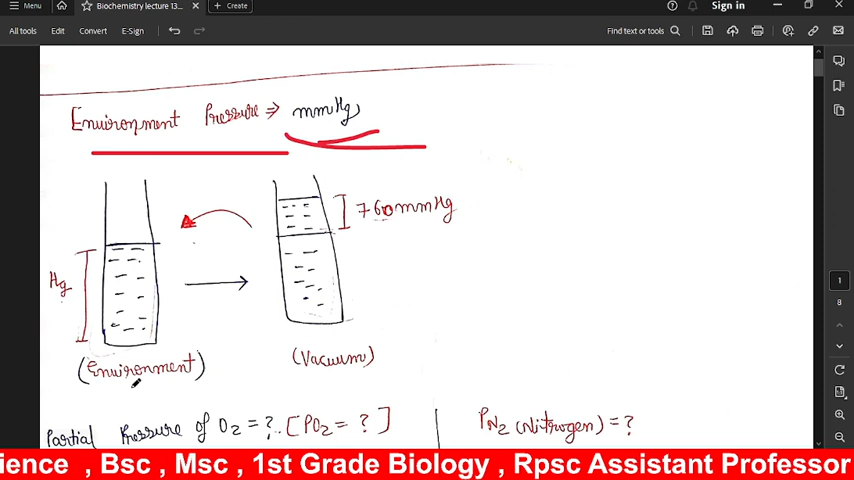 Menu
Biochemistry lecture 13...
Create
Sign in
All tools
Edit
Convert
E-Sign
Find text or tools
Environment Pressure ⇒ mmHg
760mmHg
Hg
(Environment)
(Vacuum)
Partial Pressure of O2 = ?. [PO2 = ?]
PN2 (Nitrogen) = ?
1
8
ience , Bsc , Msc , 1st Grade Biology , Rpsc Assistant Professor